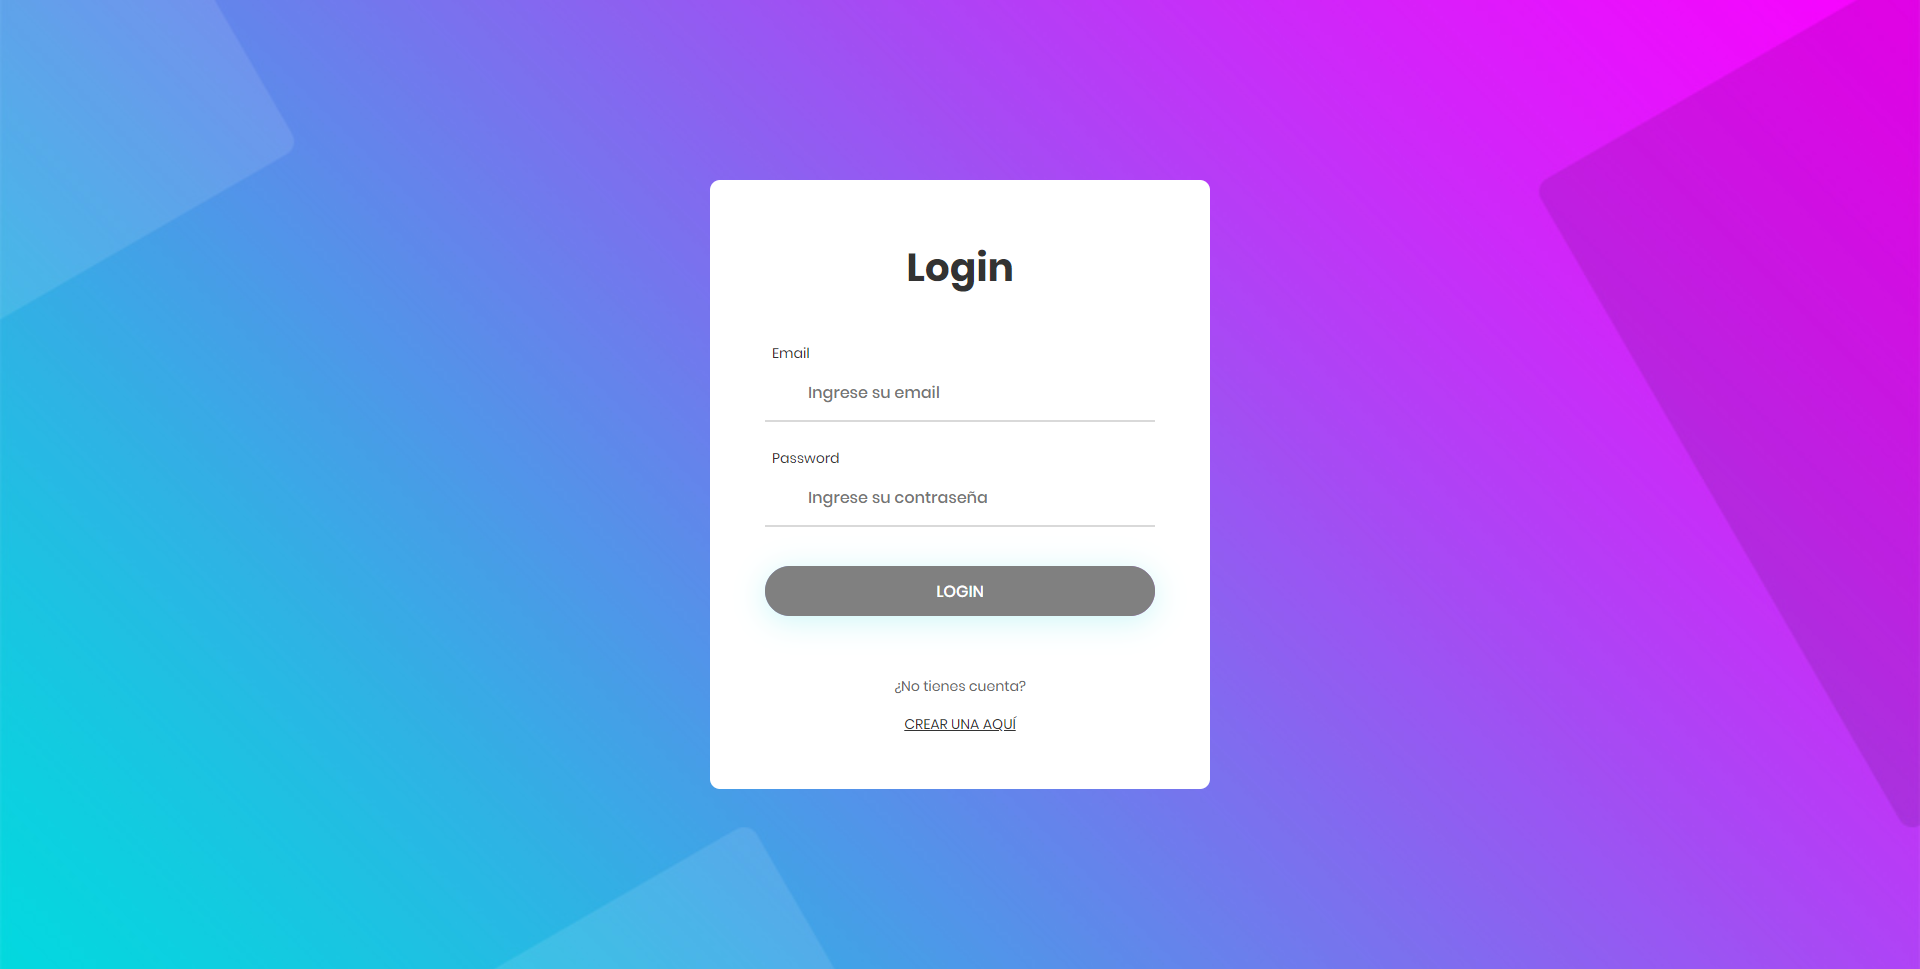 Login
Email
Ingrese su email
Password
Ingrese su contraseña
LOGIN
¿No tienes cuenta?
CREAR UNA AQUÍ